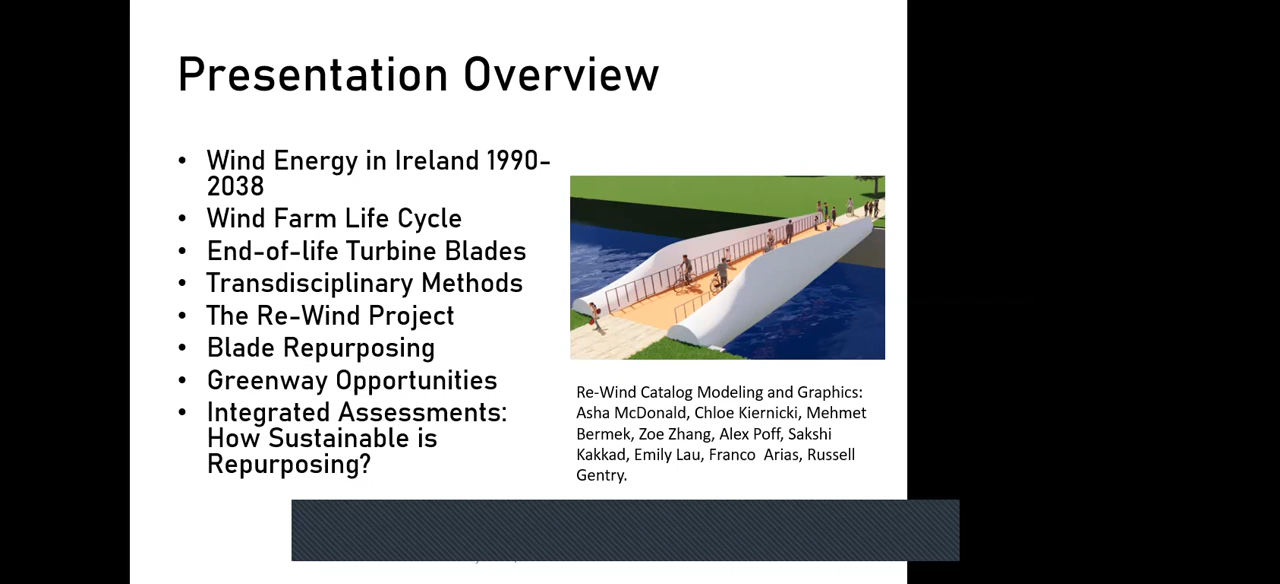 Presentation Overview
• Wind Energy in Ireland 1990-
2038
• Wind Farm Life Cycle
• End-of-life Turbine Blades
• Transdisciplinary Methods
• The Re-Wind Project
• Blade Repurposing
• Greenway Opportunities
• Integrated Assessments:
How Sustainable is
Repurposing?
Re-Wind Catalog Modeling and Graphics:
Asha McDonald, Chloe Kiernicki, Mehmet
Bermek, Zoe Zhang, Alex Poff, Sakshi
Kakkad, Emily Lau, Franco  Arias, Russell
Gentry.